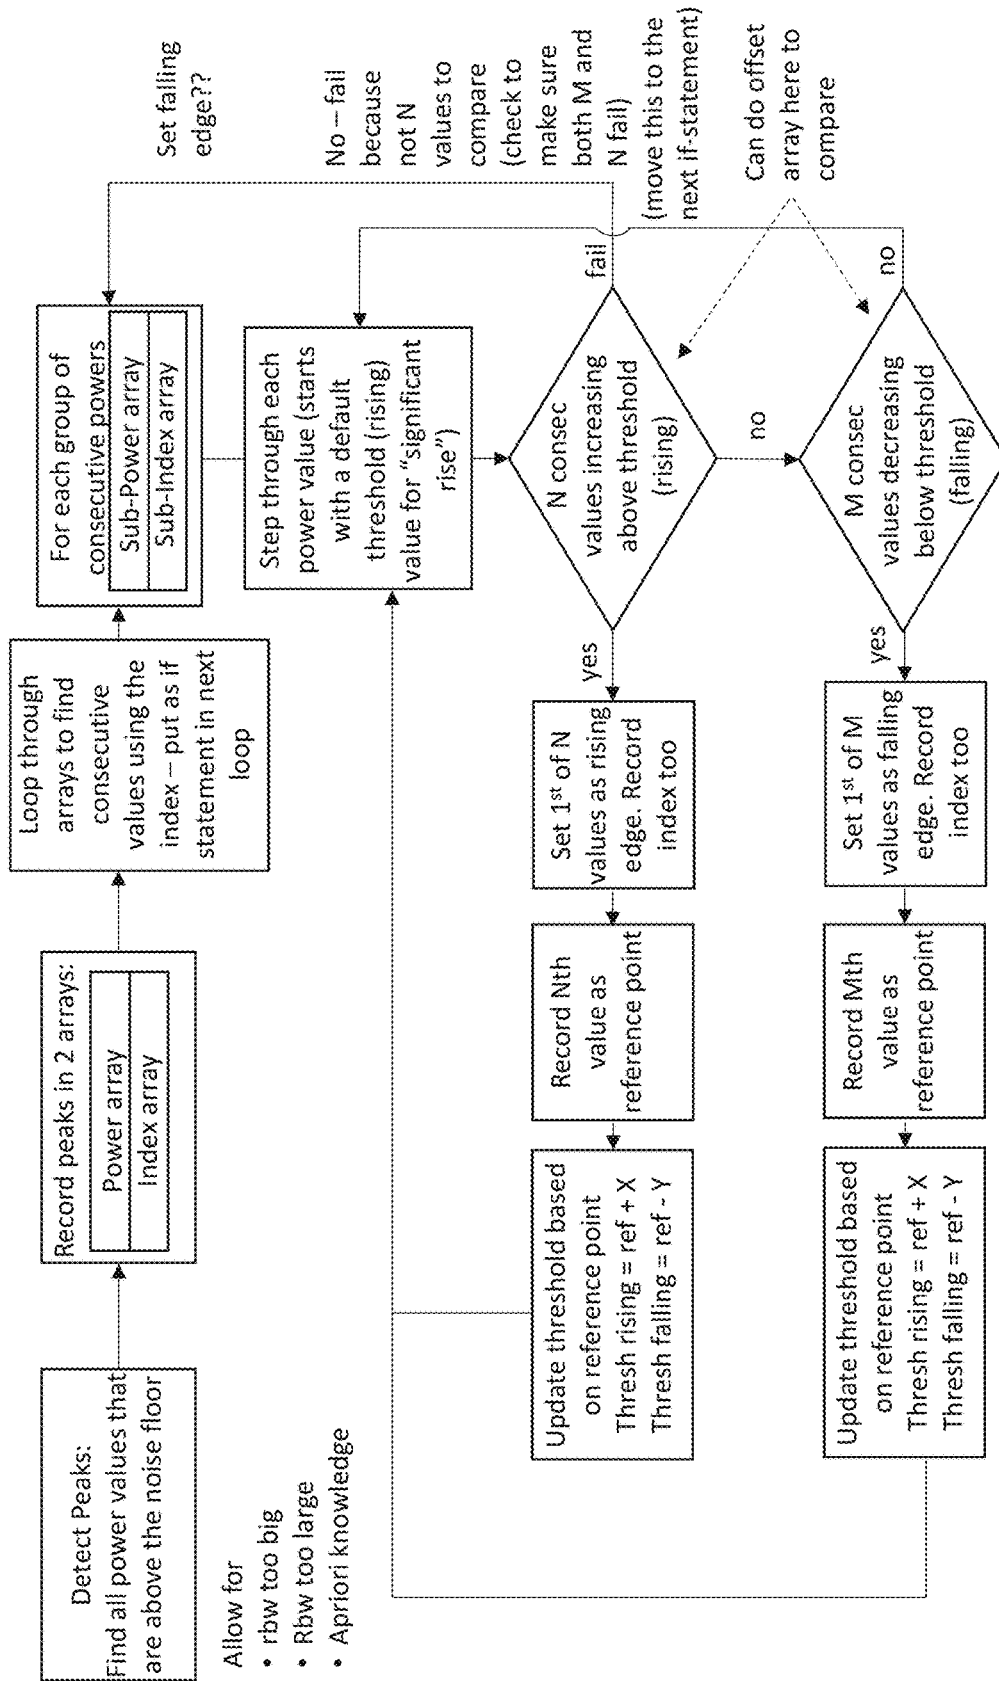 Detect Peaks:
Find all power values that
are above the noise floor
Allow for
• rbw too big
• Rbw too large
• Apriori knowledge
Record peaks in 2 arrays:
Power array
Index array
Loop through
arrays to find
consecutive
values using the
index – put as if
statement in next
loop
For each group of
consecutive powers
Sub-Power array
Sub-Index array
Set falling
edge??
Step through each
power value (starts
with a default
threshold (rising)
value for “significant
rise”)
No – fail
because
not N
values to
compare
(check to
make sure
both M and
N fail)
(move this to the
next if-statement)
N consec
values increasing
above threshold
(rising)
fail
yes
no
Set 1st of N
values as rising
edge. Record
index too
Record Nth
value as
reference point
Update threshold based
on reference point
Thresh rising = ref + X
Thresh falling = ref - Y
Can do offset
array here to
compare
M consec
values decreasing
below threshold
(falling)
no
yes
Set 1st of M
values as falling
edge. Record
index too
Record Mth
value as
reference point
Update threshold based
on reference point
Thresh rising = ref + X
Thresh falling = ref - Y